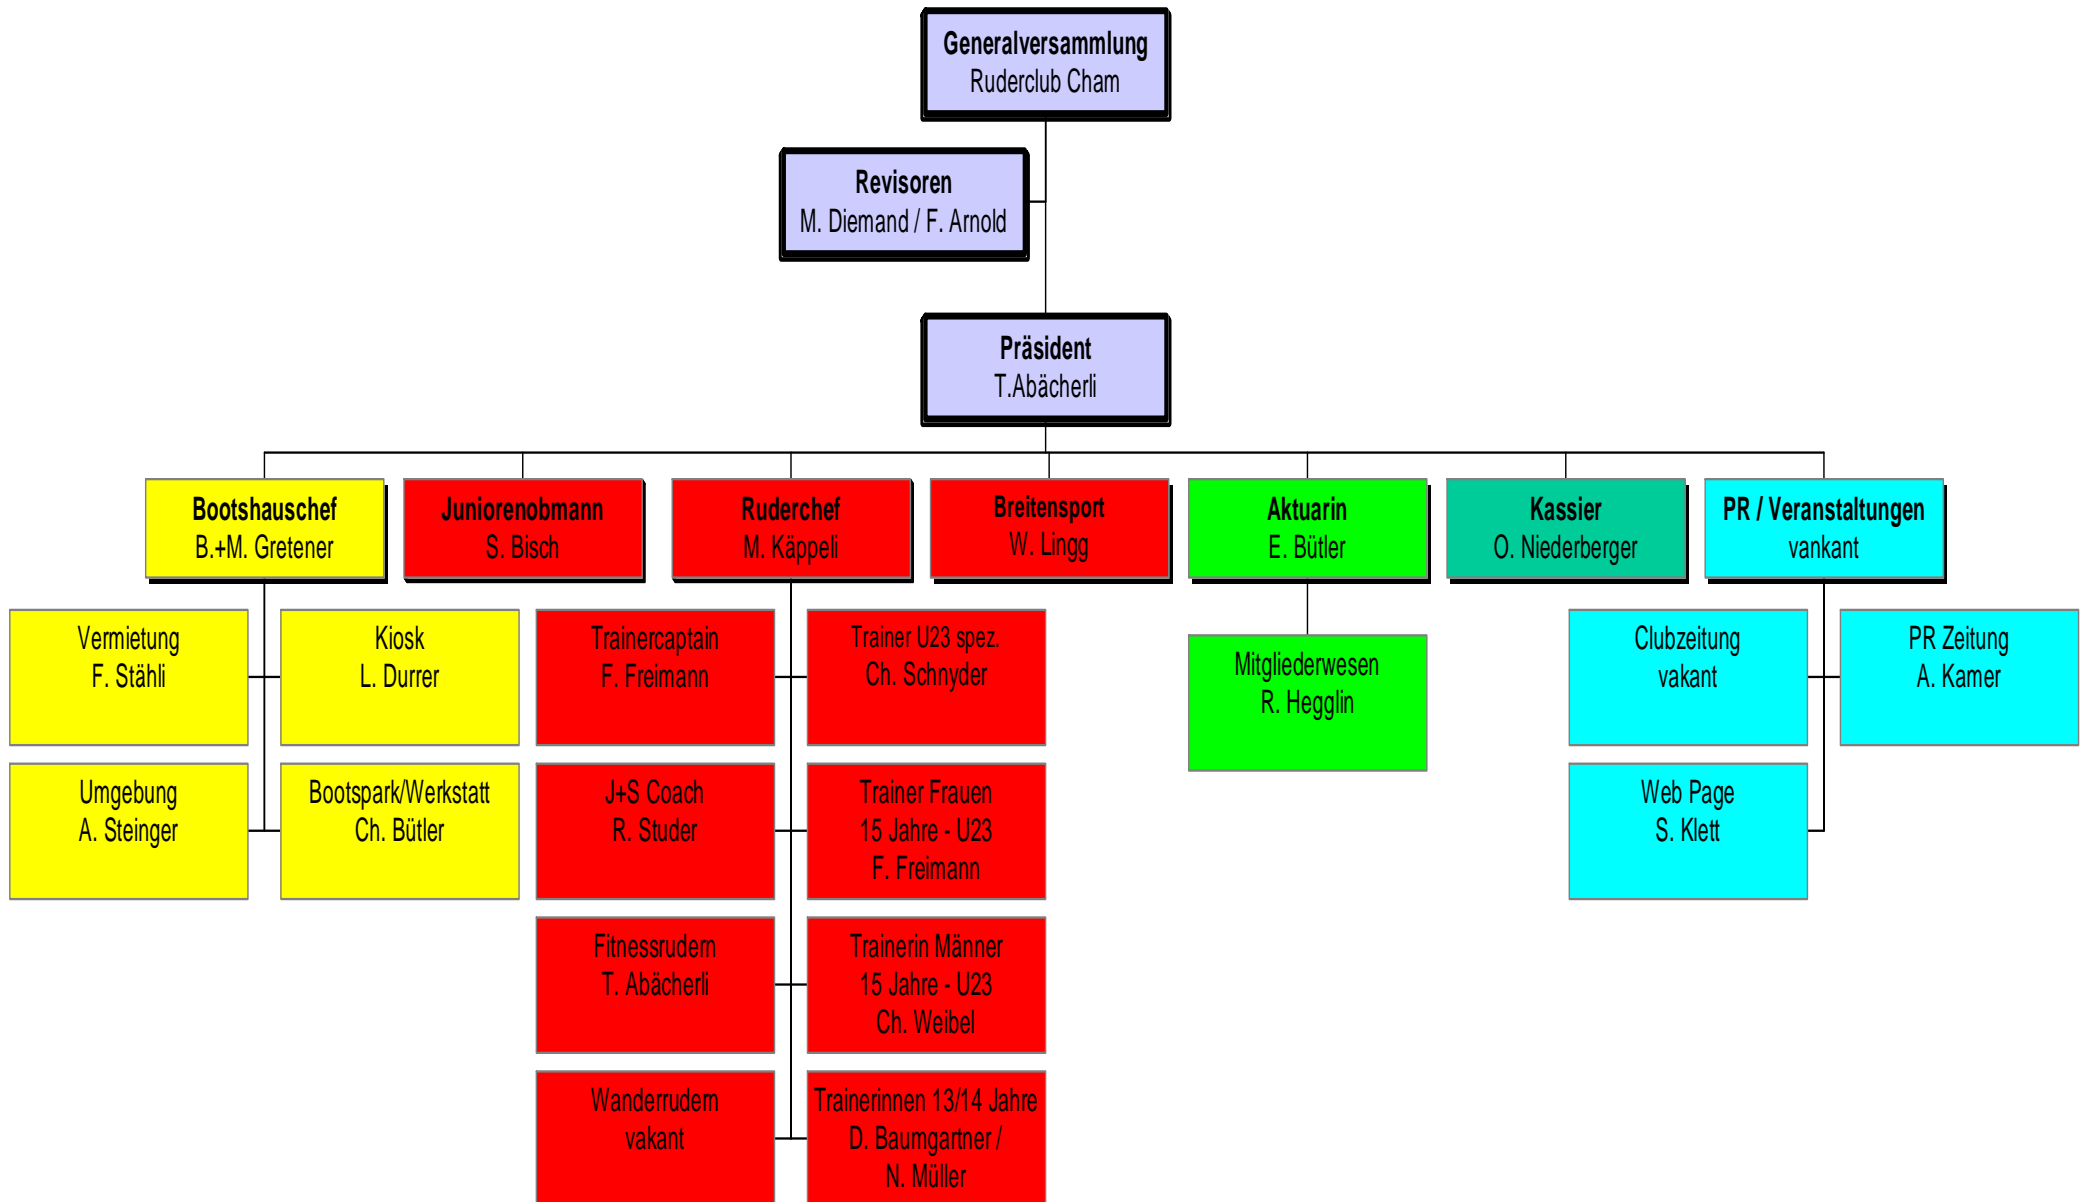 Generalversammlung
Ruderclub Cham
Revisoren
M. Diemand / F. Arnold
Präsident
T.Abächerli
Bootshauschef
B.+M. Gretener
Juniorenobmann
S. Bisch
Ruderchef
M. Käppeli
Breitensport
W. Lingg
Aktuarin
E. Bütler
Kassier
O. Niederberger
PR / Veranstaltungen
vankant
Vermietung
F. Stähli
Kiosk
L. Durrer
Trainercaptain
F. Freimann
Trainer U23 spez.
Ch. Schnyder
Mitgliederwesen
R. Hegglin
Clubzeitung
vakant
PR Zeitung
A. Kamer
Umgebung
A. Steinger
Bootspark/Werkstatt
Ch. Bütler
J+S Coach
R. Studer
Trainer Frauen
15 Jahre - U23
F. Freimann
Web Page
S. Klett
Fitnessrudern
T. Abächerli
Trainerin Männer
15 Jahre - U23
Ch. Weibel
Wanderrudern
vakant
Trainerinnen 13/14 Jahre
D. Baumgartner /
N. Müller